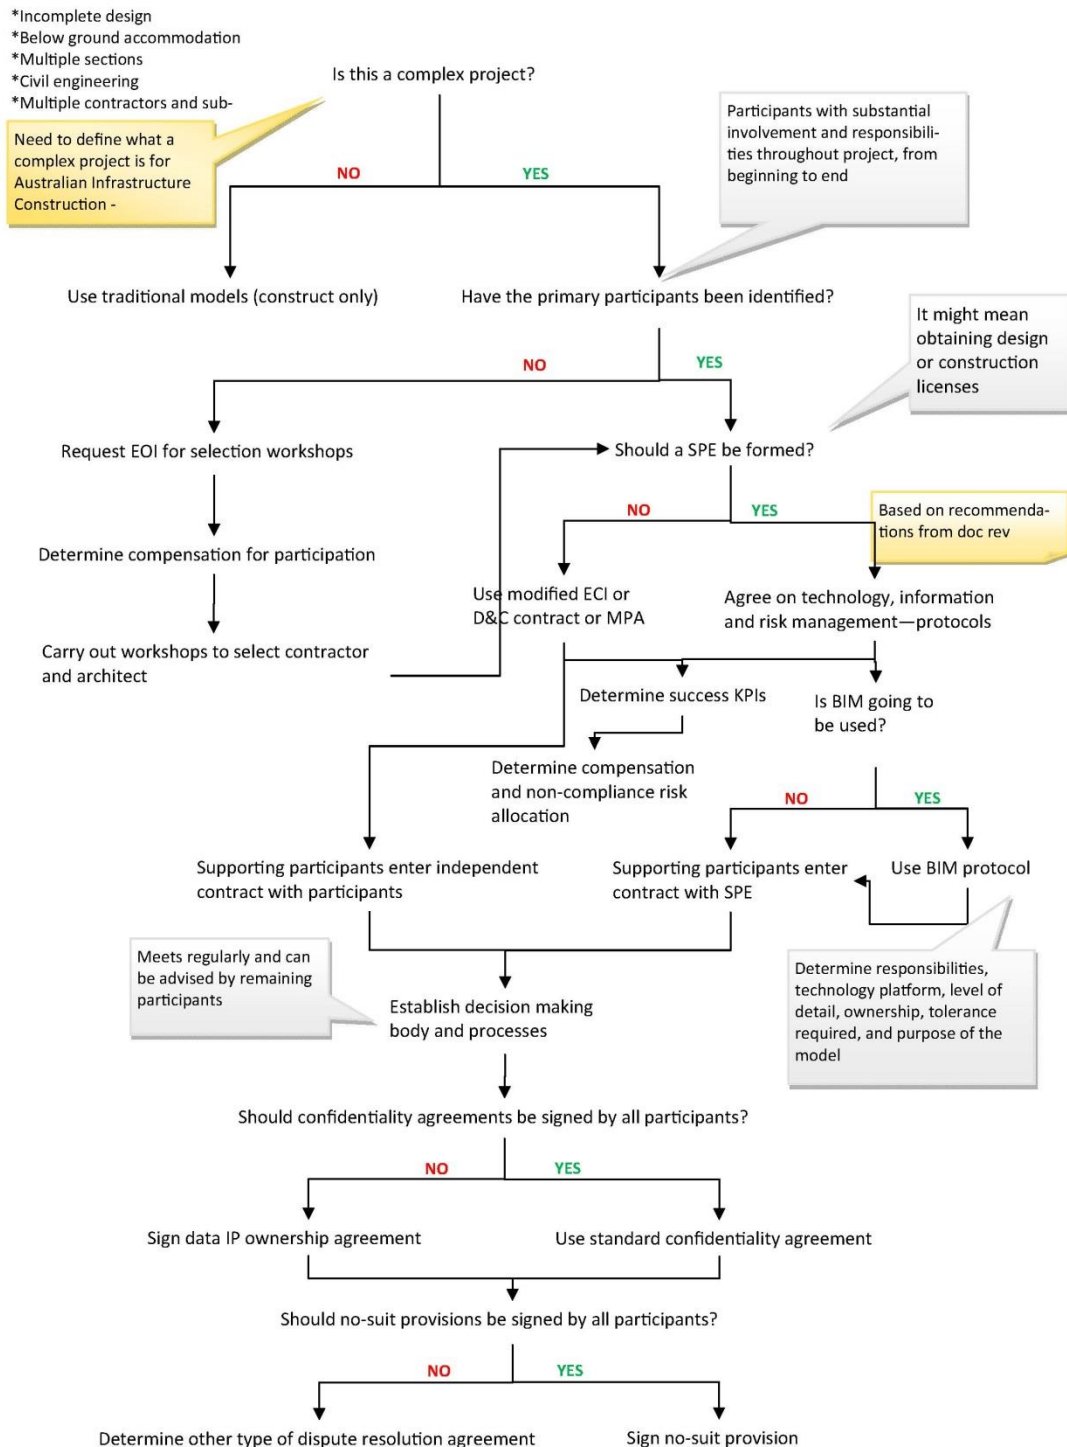 *Incomplete design
*Below ground accommodation
*Multiple sections
*Civil engineering
*Multiple contractors and sub-
Is this a complex project?
Need to define what a
complex project is for
Australian Infrastructure
Construction -
Participants with substantial
involvement and responsibili-
ties throughout project, from
beginning to end
NO
YES
Use traditional models (construct only)
Have the primary participants been identified?
It might mean
obtaining design
or construction
licenses
NO
YES
Request EOI for selection workshops
Should a SPE be formed?
NO
YES
Based on recommenda-
tions from doc rev
Determine compensation for participation
Use modified ECI or
D&C contract or MPA
Agree on technology, information
and risk management—protocols
Carry out workshops to select contractor
and architect
Determine success KPIs
Is BIM going to
be used?
Determine compensation
and non-compliance risk
allocation
NO
YES
Supporting participants enter independent
contract with participants
Supporting participants enter
contract with SPE
Use BIM protocol
Meets regularly and can
be advised by remaining
participants
Determine responsibilities,
technology platform, level of
detail, ownership, tolerance
required, and purpose of the
model
Establish decision making
body and processes
Should confidentiality agreements be signed by all participants?
NO
YES
Sign data IP ownership agreement
Use standard confidentiality agreement
Should no-suit provisions be signed by all participants?
NO
YES
Determine other type of dispute resolution agreement
Sign no-suit provision